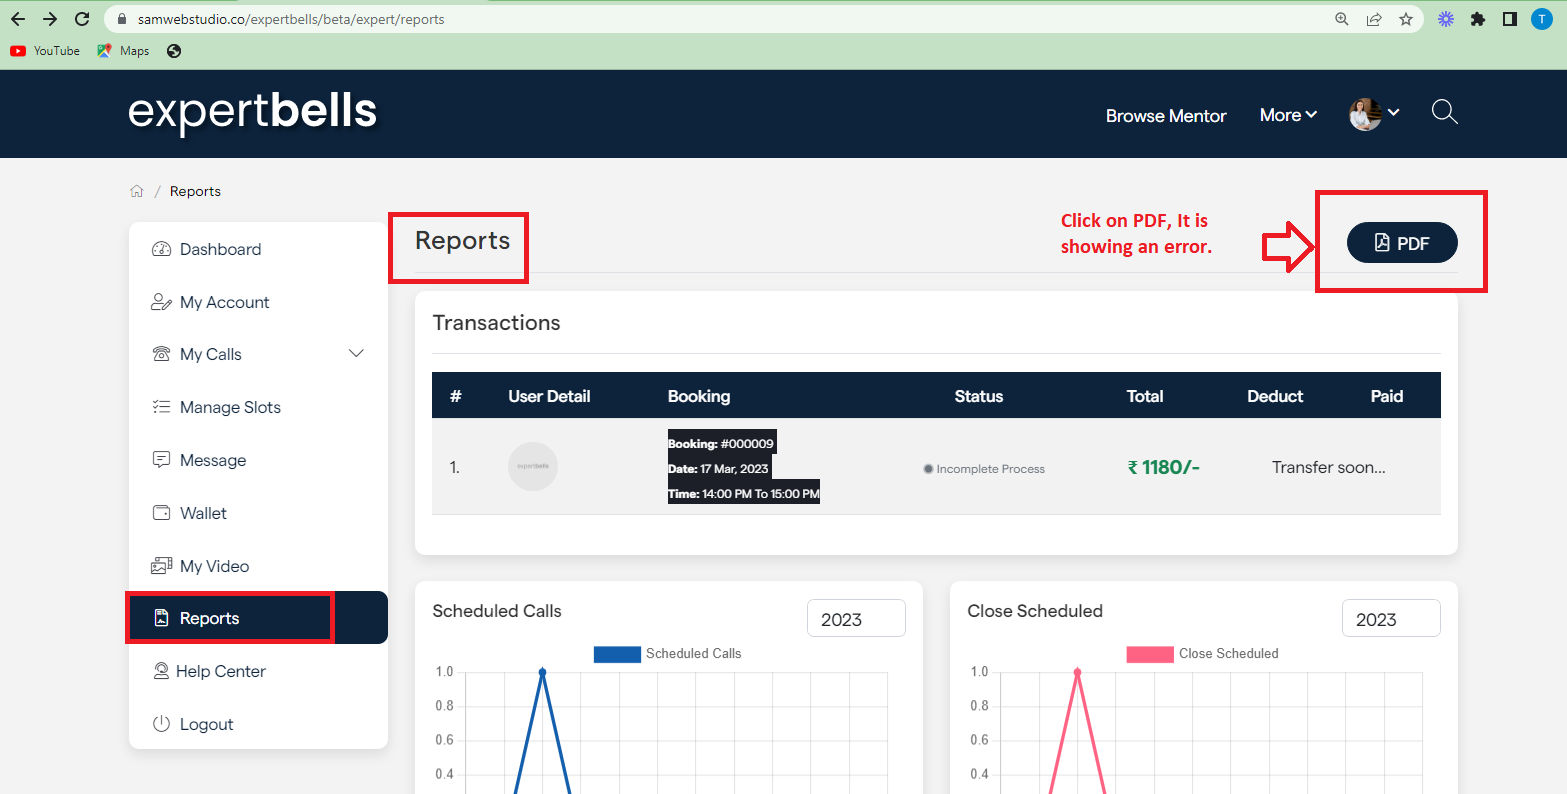 samwebstudio.co/expertbells/beta/expert/reports
T
YouTube
Maps
expertbells
Browse Mentor
More
Reports
Dashboard
My Account
My Calls
Manage Slots
Message
Wallet
My Video
Reports
Help Center
Logout
Reports
Click on PDF, It is
showing an error.
PDF
Transactions
# User Detail Booking Status Total Deduct Paid
1.
expertbells
Booking: #000009
Date: 17 Mar, 2023
Time: 14:00 PM To 15:00 PM
Incomplete Process
₹ 1180/-
Transfer soon...
Scheduled Calls
2023
Scheduled Calls
1.0
0.8
0.6
0.4
Close Scheduled
2023
Close Scheduled
1.0
0.8
0.6
0.4